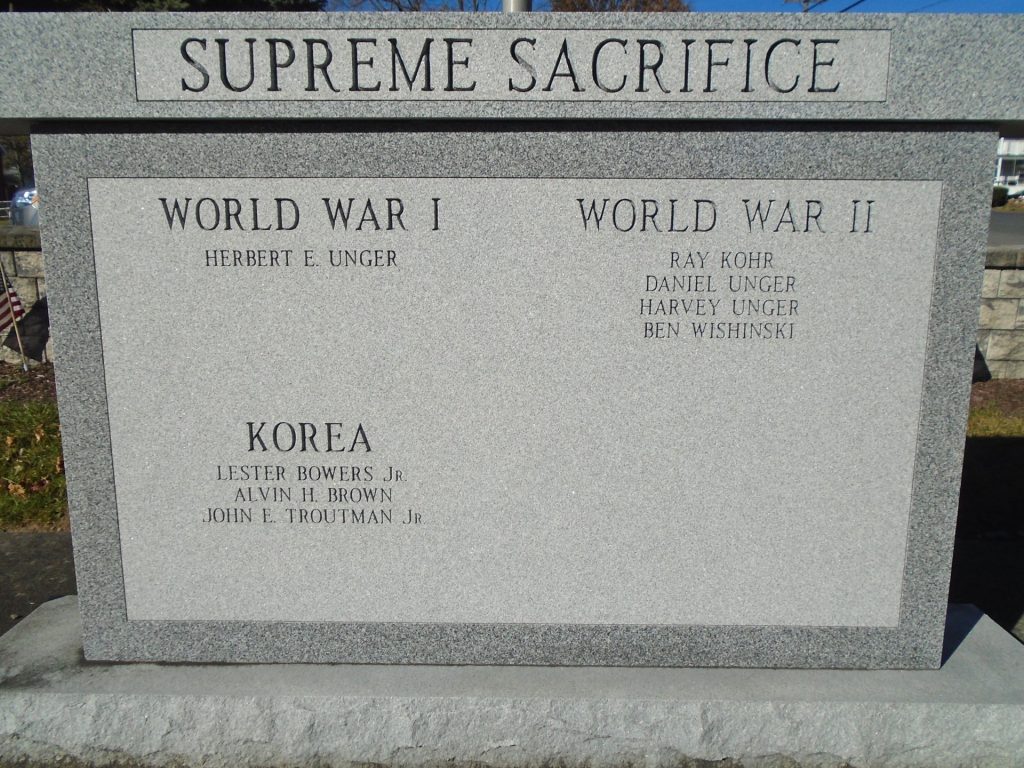 SUPREME SACRIFICE
WORLD WAR I
HERBERT E. UNGER
WORLD WAR II
RAY KOHR
DANIEL UNGER
HARVEY UNGER
BEN WISHINSKI
KOREA
LESTER BOWERS JR.
ALVIN H. BROWN
JOHN E. TROUTMAN JR.